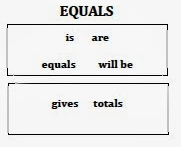 EQUALS
is are
equals will be
gives totals